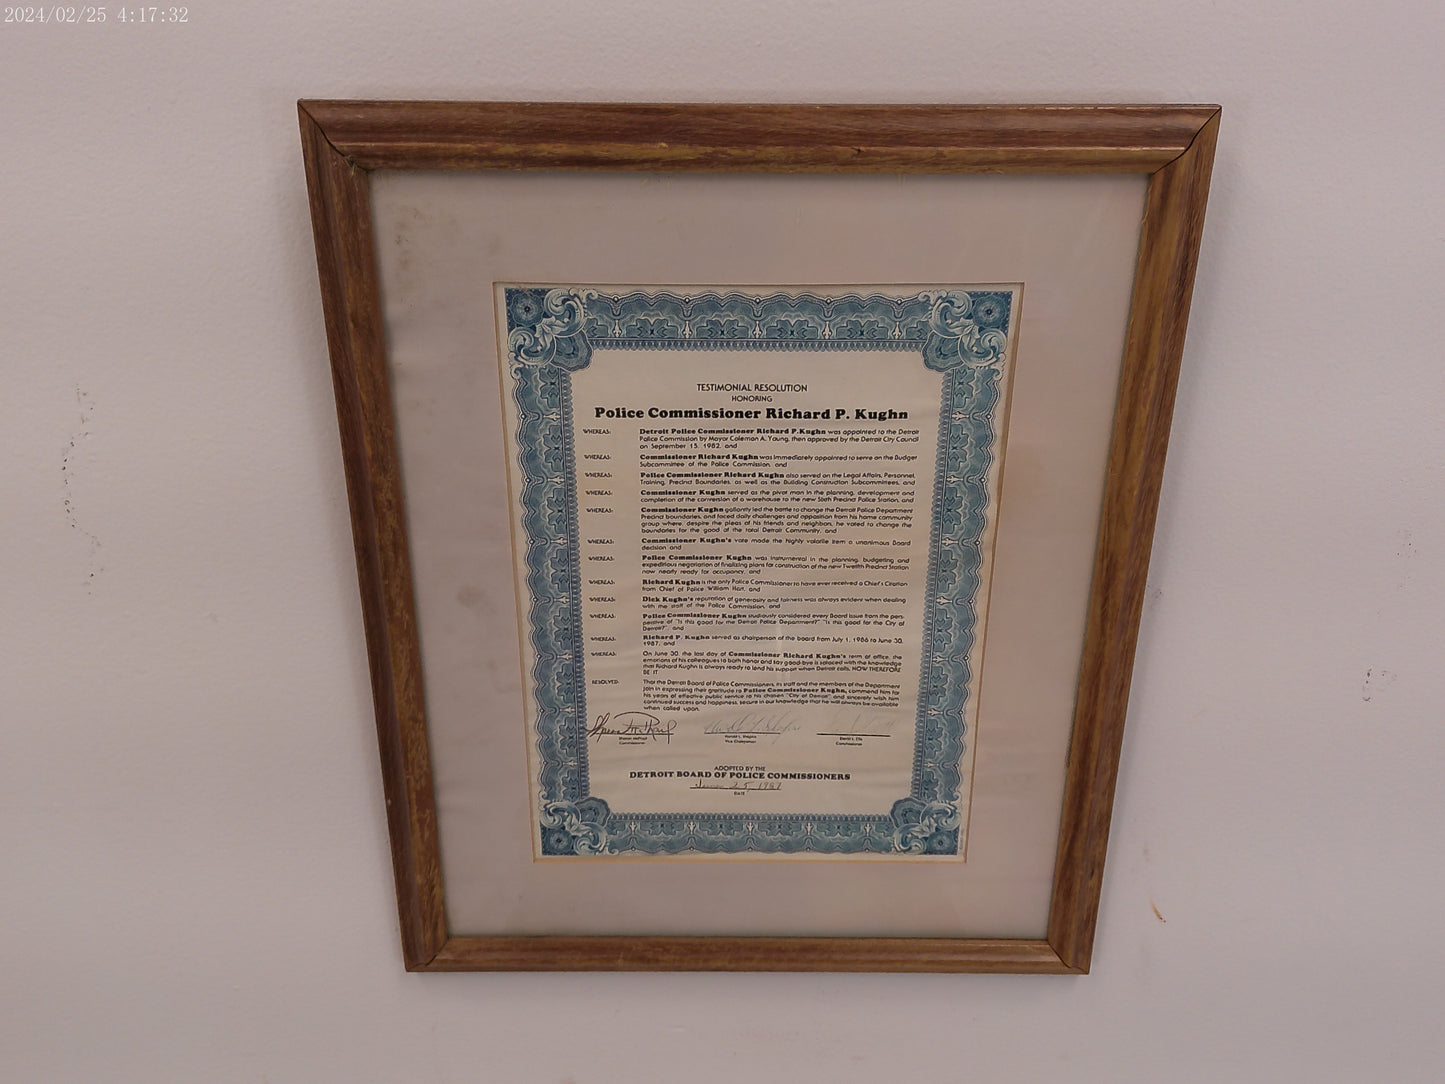 2024/02/25 4:17:32
TESTIMONIAL RESOLUTION
HONORING
Police Commissioner Richard P. Kughn
WHEREAS: Detroit Police Commissioner Richard P.Kughn was appointed to the Detroit
Police Commission by Mayor Coleman A. Young, then approved by the Detroit City Council
on September 15, 1982, and
WHEREAS: Commissioner Richard Kughn was immediately appointed to serve on the Budget
Subcommittee of the Police Commission, and
WHEREAS: Police Commissioner Richard Kughn also served on the Legal Affairs, Personnel,
Training, Precinct Boundaries, as well as the Building Construction Subcommittees, and
WHEREAS: Commissioner Kughn served as the pivot man in the planning, development and
completion of the conversion of a warehouse to the new Sixth Precinct Police Station, and
WHEREAS: Commissioner Kughn gallantly led the battle to change the Detroit Police Department
Precinct boundaries, and faced daily challenges and opposition from his home community
group where, despite the pleas of his friends and neighbors, he voted to change the
boundaries for the good of the total Detroit Community, and
WHEREAS: Commissioner Kughn's vote made the highly volatile item a unanimous Board
decision and
WHEREAS: Police Commissioner Kughn was instrumental in the planning, budgeting and
expeditious negotiation of finalizing plans for construction of the new Twelfth Precinct Station
now nearly ready for occupancy, and
WHEREAS: Richard Kughn is the only Police Commissioner to have ever received a Chief's Citation
from Chief of Police William Hart, and
WHEREAS: Dick Kughn's reputation of generosity and fairness was always evident when dealing
with the staff of the Police Commission, and
WHEREAS: Police Commissioner Kughn studiously considered every Board issue from the pers-
pective of "Is this good for the Detroit Police Department?" "Is this good for the City of
Detroit?", and
WHEREAS: Richard P. Kughn served as chairperson of the board from July 1, 1986 to June 30,
1987, and
WHEREAS: On June 30, the last day of Commissioner Richard Kughn's term of office, the
emotions of his colleagues to both honor and say good-bye is solaced with the knowledge
that Richard Kughn is always ready to lend his support when Detroit calls, NOW THEREFORE
BE IT
RESOLVED: That the Detroit Board of Police Commissioners, its staff and the members of the Department
join in expressing their gratitude to Police Commissioner Kughn, commend him for
his years of effective public service to his chosen "City of Detroit" and sincerely wish him
continued success and happiness, secure in our knowledge that he will always be available
when called upon.
Commissioner
Vice Chairperson
Commissioner
ADOPTED BY THE
DETROIT BOARD OF POLICE COMMISSIONERS
25, 1987
DATE